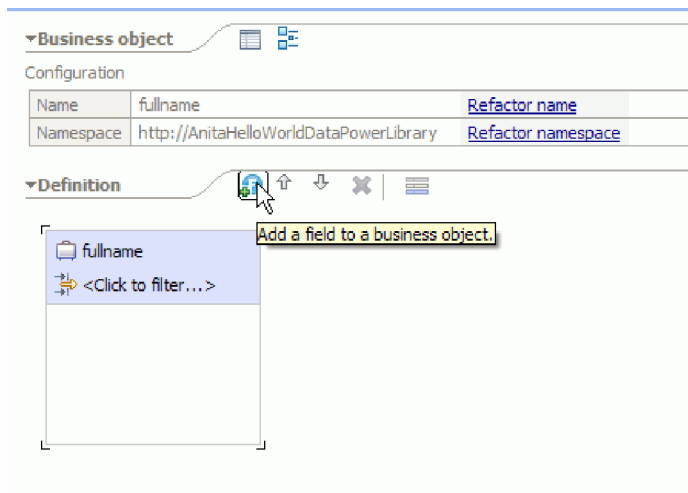 Business object
Configuration
Name fullname Refactor name
Namespace http://AnitaHelloWorldDataPowerLibrary Refactor namespace
Definition
Add a field to a business object.
fullname
<Click to filter...>